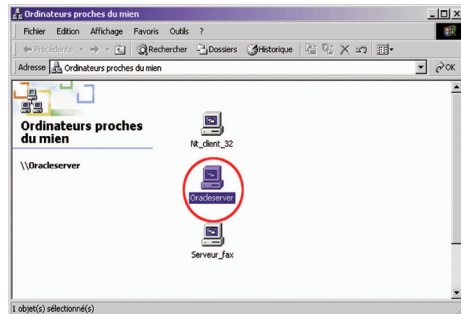 Ordinateurs proches du mien
Fichier Edition Affichage Favoris Outils ?
Précédente Rechercher Dossiers Historique
Adresse Ordinateurs proches du mien OK
Ordinateurs proches
du mien
\\Oracleserver
Nt_client_32
Oracleserver
Serveur_fax
1 objet(s) sélectionné(s)